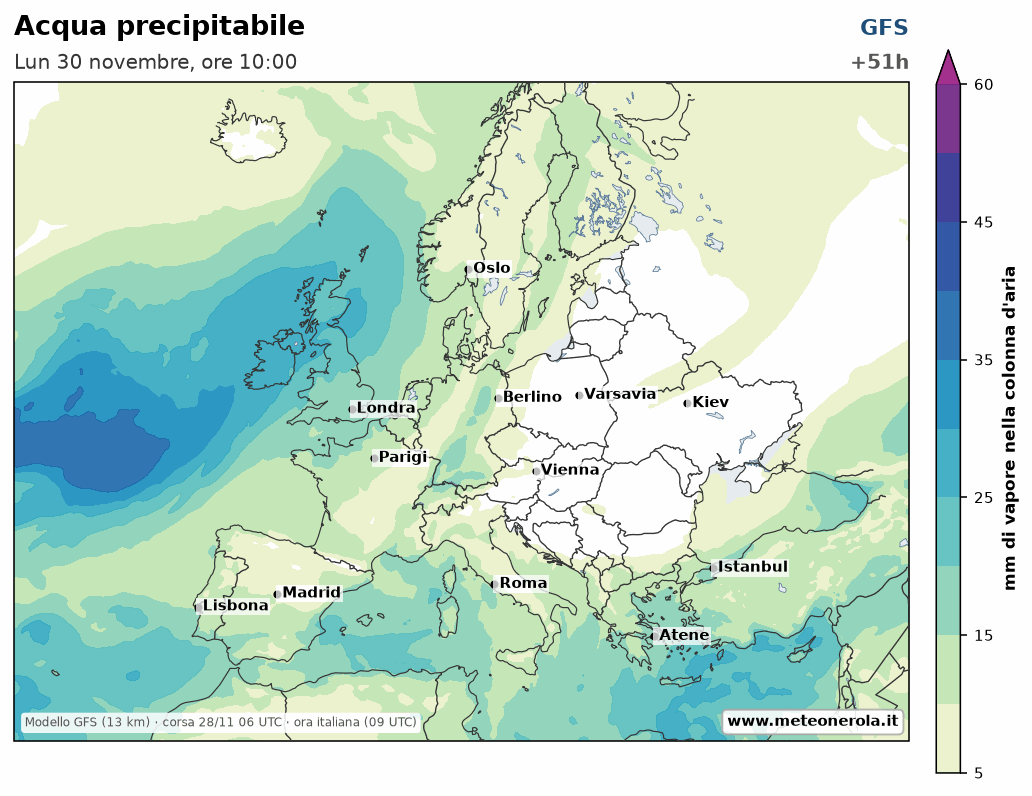 Acqua precipitabile
GFS
Lun 30 novembre, ore 10:00
+51h
60
45
35
25
15
5
mm di vapore nella colonna d'aria
Oslo
Berlino
Varsavia
Kiev
Londra
Parigi
Vienna
Istanbul
Roma
Madrid
Lisbona
Atene
Modello GFS (13 km) · corsa 28/11 06 UTC · ora italiana (09 UTC)
www.meteonerola.it